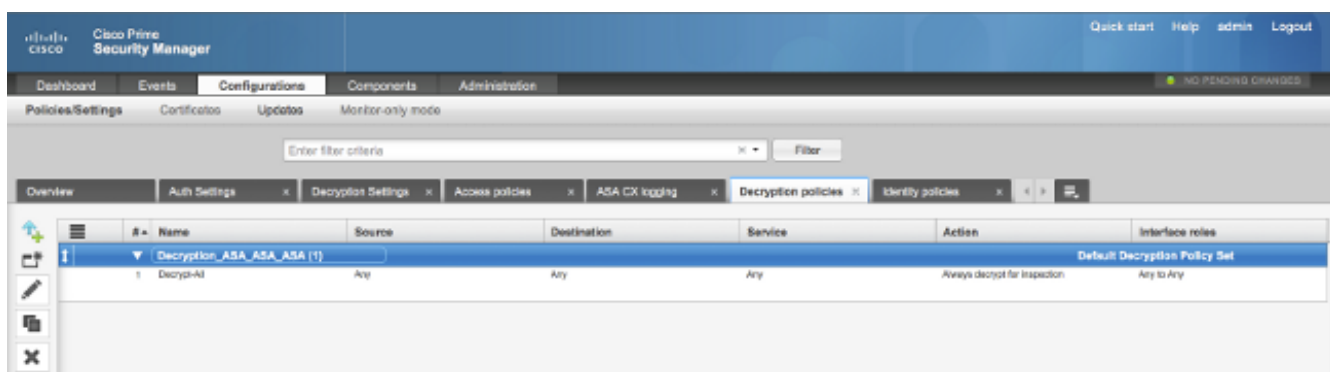 Cisco Prime
Quick start Help admin Logout
CISCO Security Manager
Dashboard Events Configurations Components Administration
NO PENDING CHANGES
Policies/Settings Certificates Updates Monitor-only mode
Enter filter criteria Filter
Overview Auth Settings Decryption Settings Access policies ASA CX logging Decryption policies Identity policies
# Name Source Destination Service Action Interface roles
Decryption_ASA_ASA_ASA (1) Default Decryption Policy Set
1 Decrypt-All Any Any Any Always decrypt for inspection Any to Any